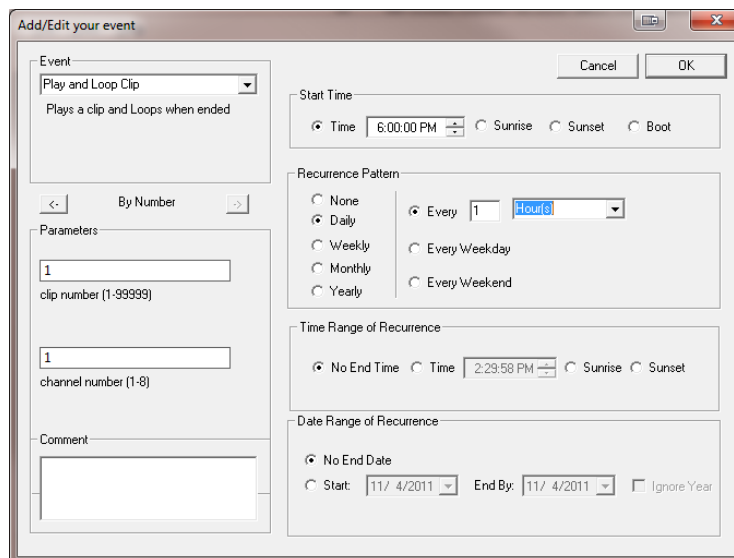 Add/Edit your event
Event
Play and Loop Clip
Plays a clip and Loops when ended
<- By Number ->
Parameters
1
clip number (1-99999)
1
channel number (1-8)
Comment
Cancel OK
Start Time
Time 6:00:00 PM Sunrise Sunset Boot
Recurrence Pattern
None
Daily
Weekly
Monthly
Yearly
Every 1 Hour(s)
Every Weekday
Every Weekend
Time Range of Recurrence
No End Time Time 2:29:58 PM Sunrise Sunset
Date Range of Recurrence
No End Date
Start: 11/ 4/2011 End By: 11/ 4/2011 Ignore Year